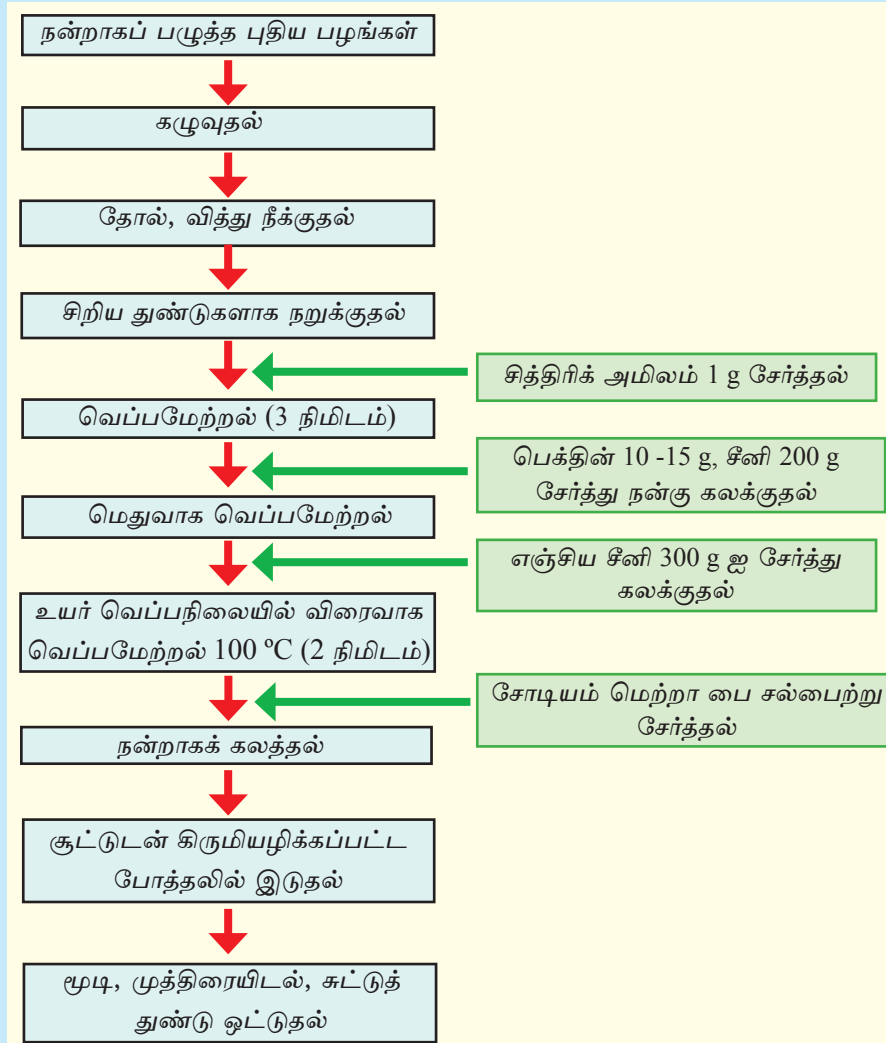 நன்றாகப் பழுத்த புதிய பழங்கள்
கழுவுதல்
தோல், வித்து நீக்குதல்
சிறிய துண்டுகளாக நறுக்குதல்
சித்திரிக் அமிலம் 1 g சேர்த்தல்
வெப்பமேற்றல் (3 நிமிடம்)
பெக்தின் 10 -15 g, சீனி 200 g
சேர்த்து நன்கு கலக்குதல்
மெதுவாக வெப்பமேற்றல்
எஞ்சிய சீனி 300 g ஐ சேர்த்து
கலக்குதல்
உயர் வெப்பநிலையில் விரைவாக
வெப்பமேற்றல் 100 ºC (2 நிமிடம்)
சோடியம் மெற்றா பை சல்பைற்று
சேர்த்தல்
நன்றாகக் கலத்தல்
சூட்டுடன் கிருமியழிக்கப்பட்ட
போத்தலில் இடுதல்
மூடி, முத்திரையிடல், சுட்டுத்
துண்டு ஒட்டுதல்